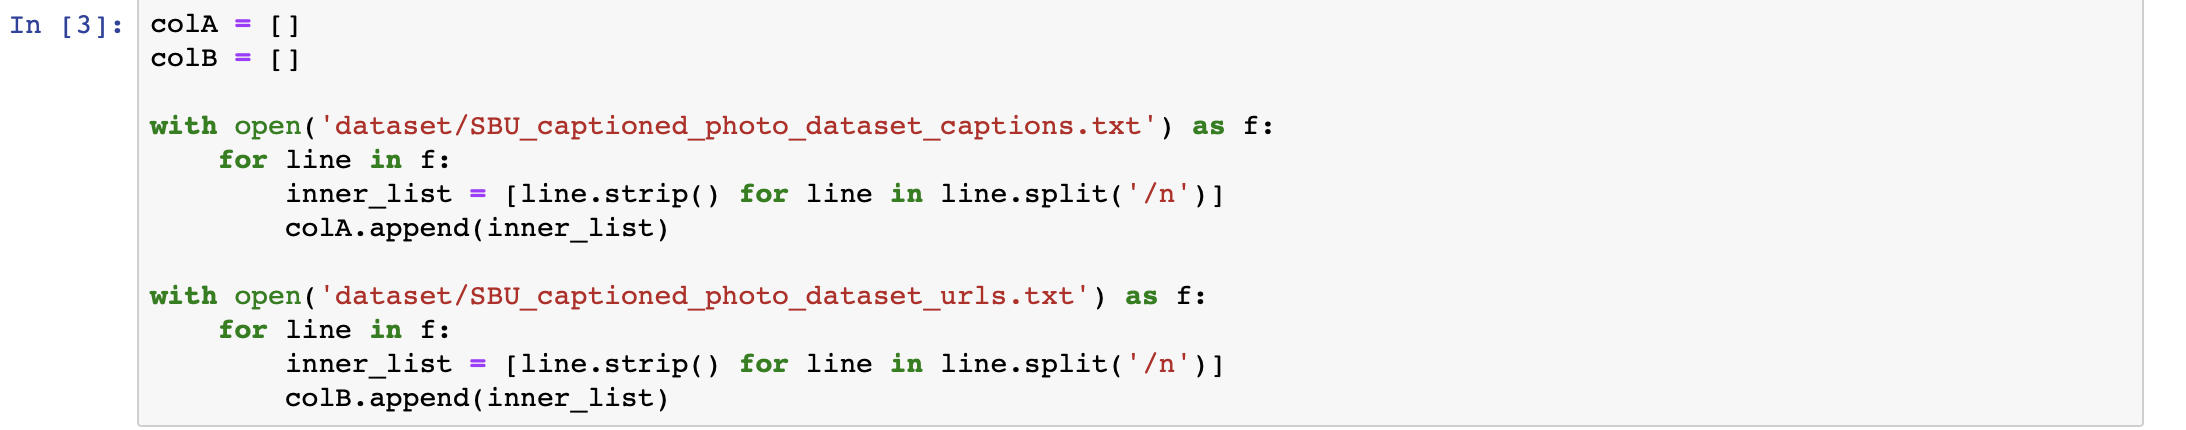 In [3]: colA = []
colB = []
with open('dataset/SBU_captioned_photo_dataset_captions.txt') as f:
    for line in f:
        inner_list = [line.strip() for line in line.split('/n')]
        colA.append(inner_list)
with open('dataset/SBU_captioned_photo_dataset_urls.txt') as f:
    for line in f:
        inner_list = [line.strip() for line in line.split('/n')]
        colB.append(inner_list)